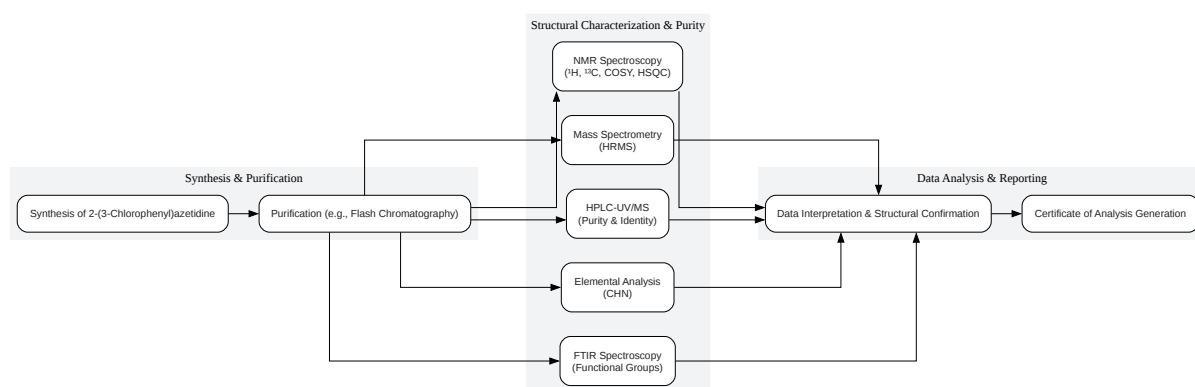 Structural Characterization & Purity
NMR Spectroscopy
(¹H, ¹³C, COSY, HSQC)
Mass Spectrometry
(HRMS)
Synthesis & Purification
Data Analysis & Reporting
Synthesis of 2-(3-Chlorophenyl)azetidine
Purification (e.g., Flash Chromatography)
HPLC-UV/MS
(Purity & Identity)
Data Interpretation & Structural Confirmation
Certificate of Analysis Generation
Elemental Analysis
(CHN)
FTIR Spectroscopy
(Functional Groups)